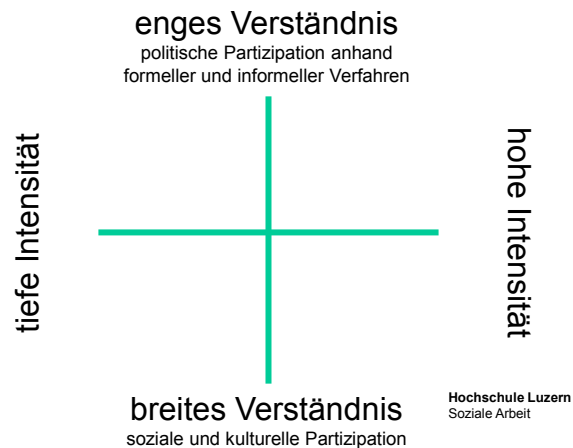 enges Verständnis
politische Partizipation anhand
formeller und informeller Verfahren
tiefe Intensität
hohe Intensität
breites Verständnis
soziale und kulturelle Partizipation
Hochschule Luzern
Soziale Arbeit